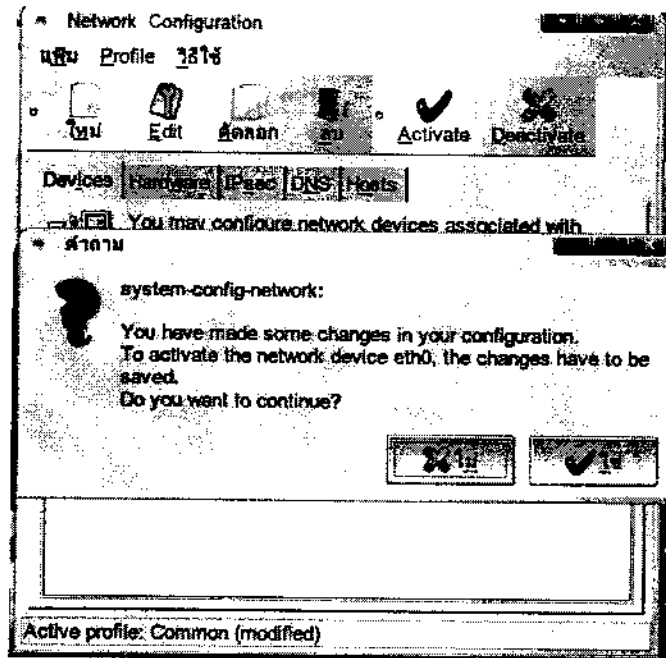 Network Configuration
แฟ้ม Profile วิธีใช้
ใหม่ Edit คัดลอก ลบ Activate Deactivate
Devices Hardware IPsec DNS Hosts
You may configure network devices associated with
คำถาม
system-config-network:
You have made some changes in your configuration.
To activate the network device eth0, the changes have to be
saved.
Do you want to continue?
ไม่ ใช่
Active profile: Common (modified)